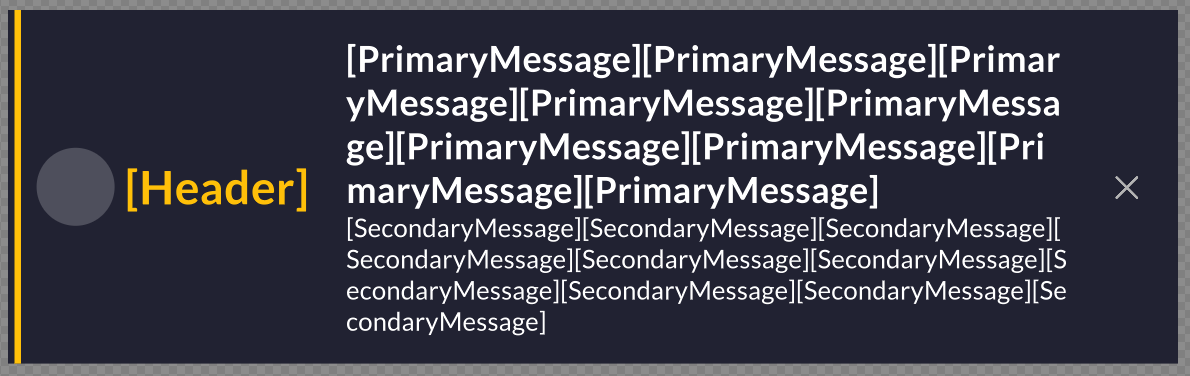 [Header]
[PrimaryMessage][PrimaryMessage][Primar
yMessage][PrimaryMessage][PrimaryMessa
ge][PrimaryMessage][PrimaryMessage][Pri
maryMessage][PrimaryMessage]
[SecondaryMessage][SecondaryMessage][SecondaryMessage][
SecondaryMessage][SecondaryMessage][SecondaryMessage][S
econdaryMessage][SecondaryMessage][SecondaryMessage][Se
condaryMessage]